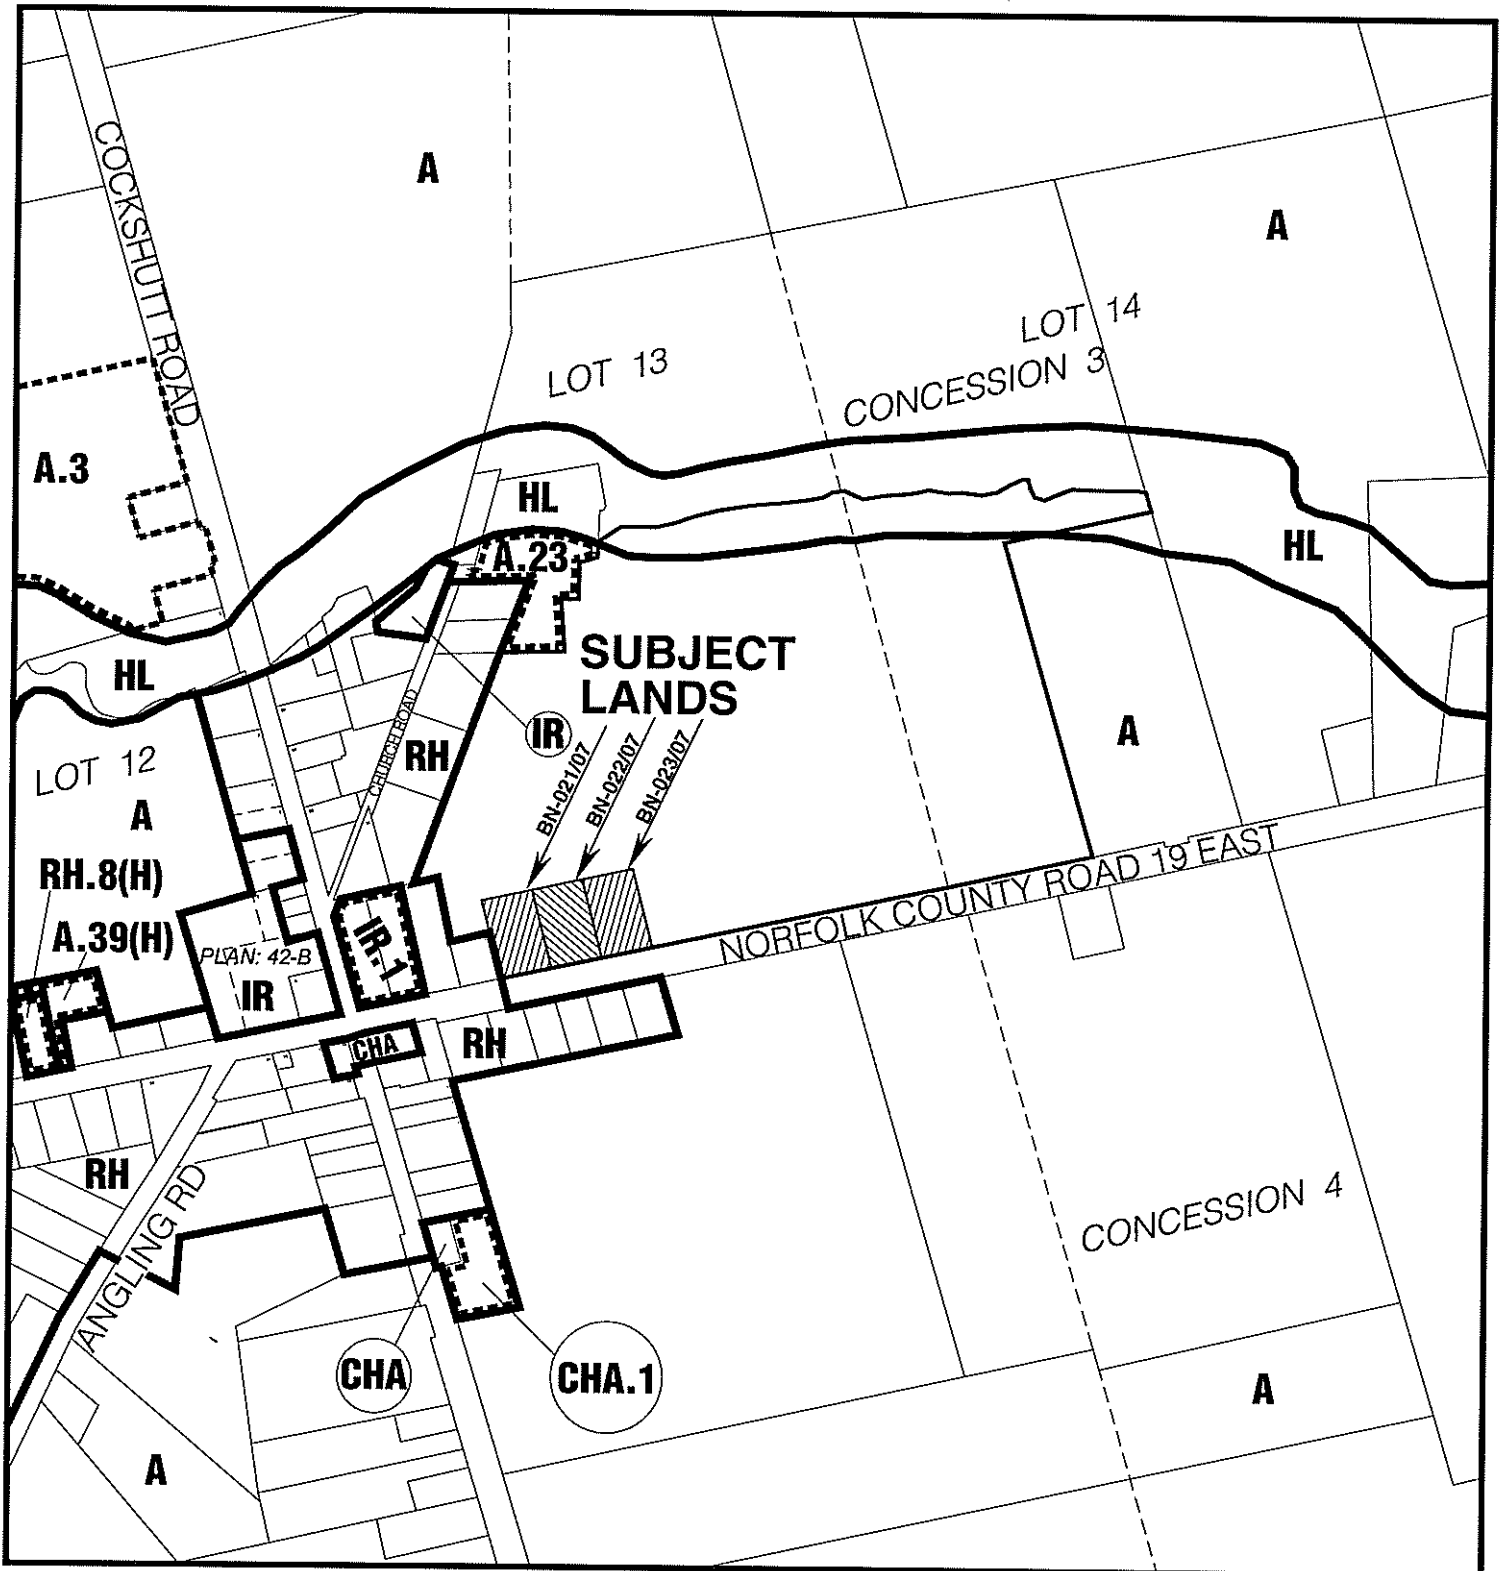 COCKSHUTT ROAD
A
A
LOT 13
LOT 14
CONCESSION 3
A.3
HL
A.23
HL
HL
SUBJECT
LANDS
IR
RH
CHURCH ROAD
BN-021/07
BN-022/07
BN-023/07
A
LOT 12
A
RH.8(H)
A.39(H)
PLAN: 42-B
IR
IR.1
NORFOLK COUNTY ROAD 19 EAST
CHA
RH
RH
ANGLING RD
CONCESSION 4
CHA
CHA.1
A
A